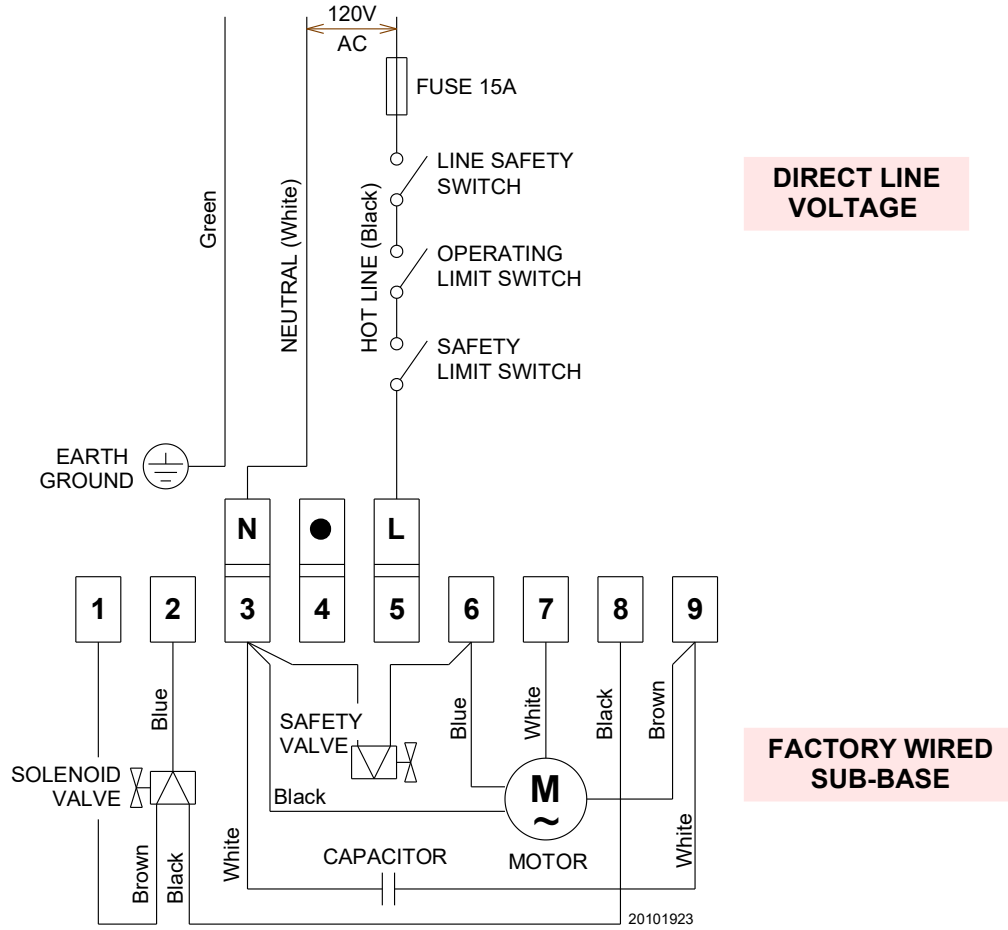 120V
AC
FUSE 15A
LINE SAFETY
SWITCH
DIRECT LINE
VOLTAGE
Green
NEUTRAL (White)
HOT LINE (Black)
OPERATING
LIMIT SWITCH
SAFETY
LIMIT SWITCH
EARTH
GROUND
N
L
1
2
3
4
5
6
7
8
9
Blue
SAFETY
VALVE
Blue
White
Black
Brown
FACTORY WIRED
SUB-BASE
SOLENOID
VALVE
Black
M
~
MOTOR
CAPACITOR
Brown
Black
White
White
20101923